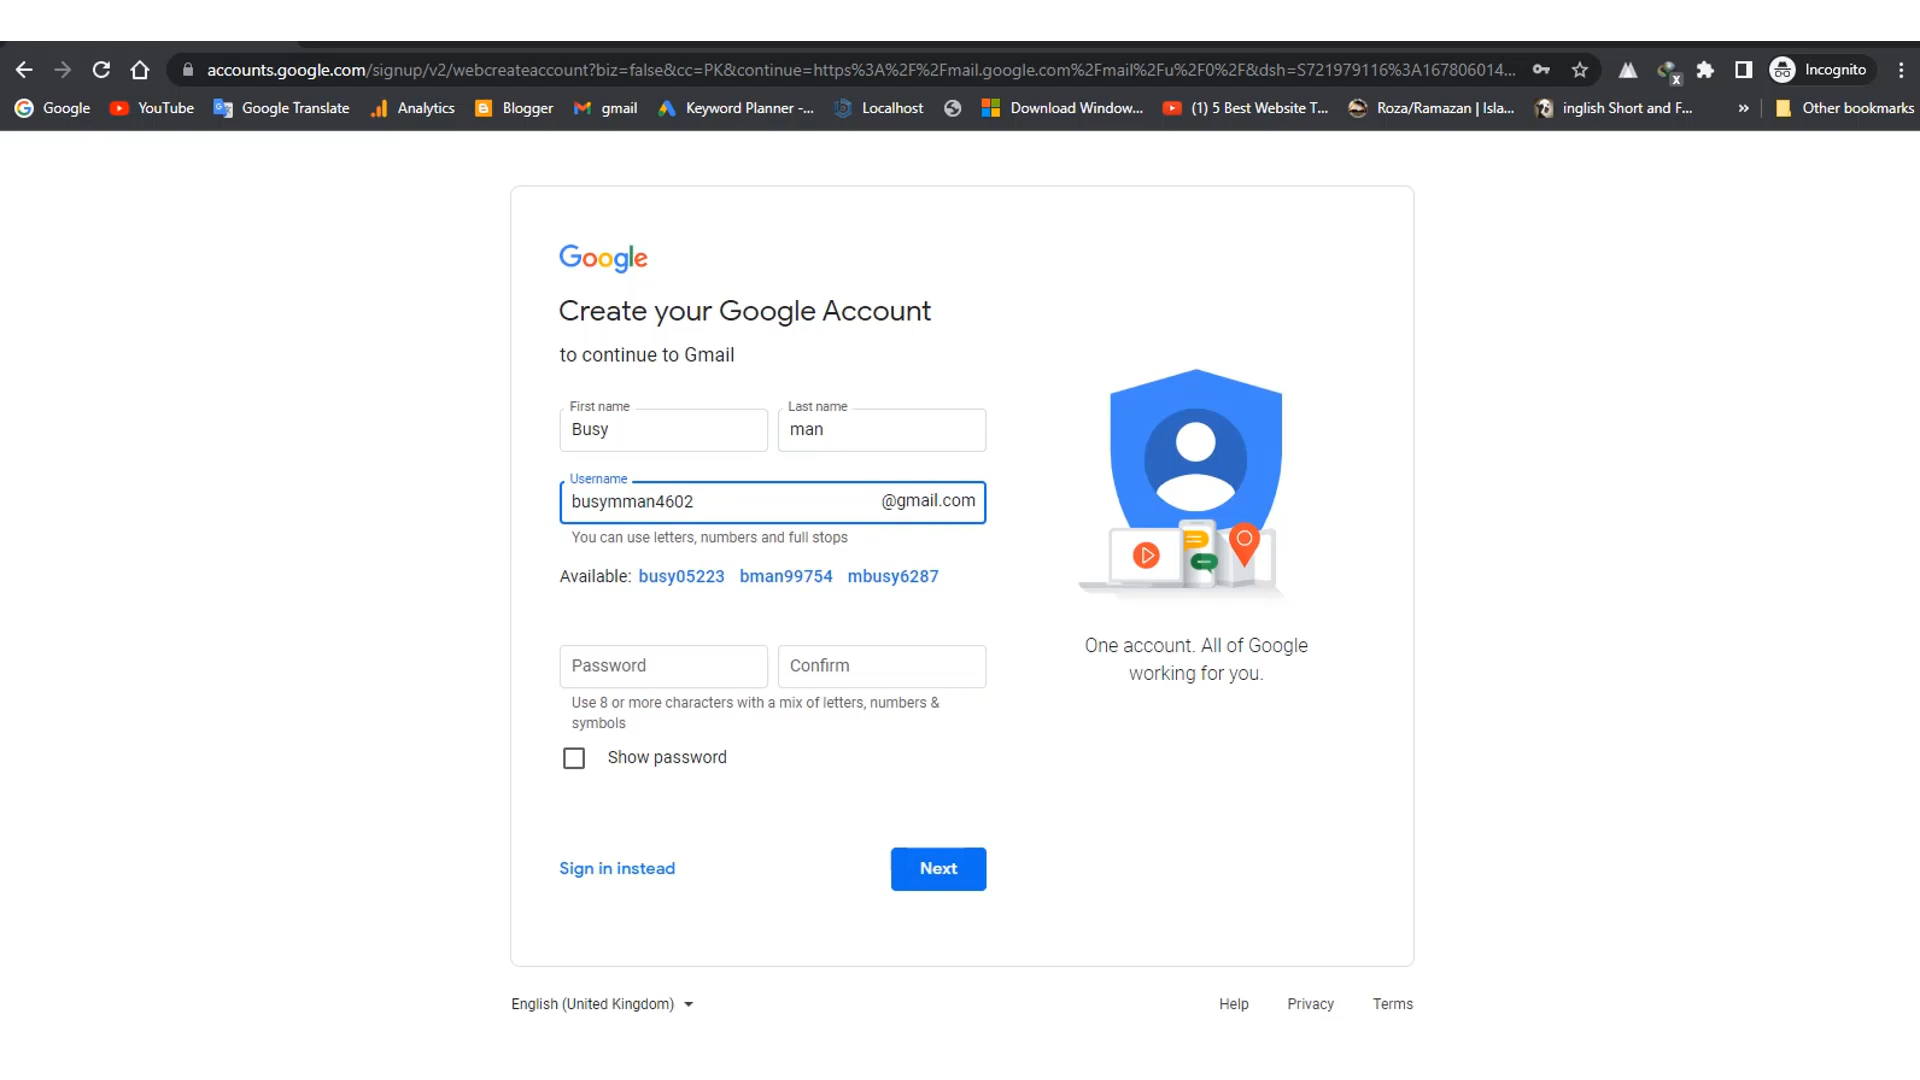 accounts.google.com/signup/v2/webcreateaccount?biz=false&cc=PK&continue=https%3A%2F%2Fmail.google.com%2Fmail%2Fu%2F0%2F&dsh=S721979116%3A167806014... Incognito
Google YouTube Google Translate Analytics Blogger gmail Keyword Planner -... Localhost Download Window... (1) 5 Best Website T... Roza/Ramazan | Isla... inglish Short and F... » Other bookmarks
Google
Create your Google Account
to continue to Gmail
First name Last name
Busy man
Username
busymman4602 @gmail.com
You can use letters, numbers and full stops
Available: busy05223 bman99754 mbusy6287
Password Confirm
Use 8 or more characters with a mix of letters, numbers &
symbols
Show password
One account. All of Google
working for you.
Sign in instead Next
English (United Kingdom) Help Privacy Terms